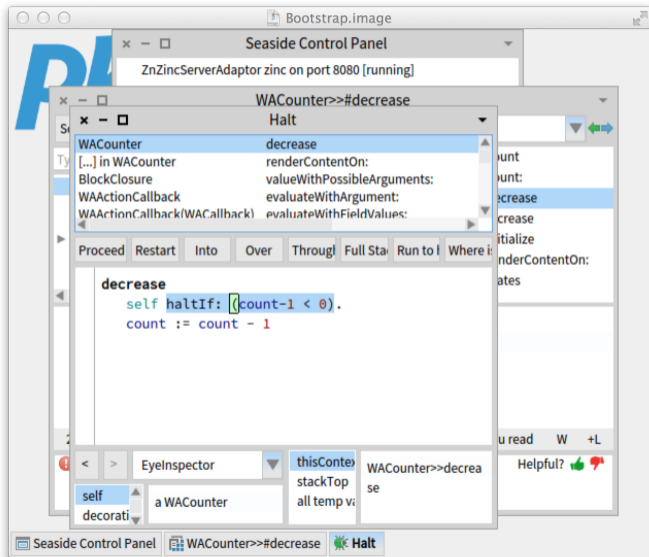 Bootstrap.image
Seaside Control Panel
ZnZincServerAdaptor zinc on port 8080 [running]
WACounter>>#decrease
Halt
WACounter decrease
[...] in WACounter renderContentOn:
BlockClosure valueWithPossibleArguments:
WAActionCallback evaluateWithArgument:
WAActionCallback(WACallback) evaluateWithFieldValues:
Proceed Restart Into Over Through Full Stac Run to Where is
decrease
self haltIf: (count-1 < 0).
count := count - 1
< > EyeInspector
self
decorati
a WACounter
thisContex
stackTop
all temp va
WACounter>>decrea
se
ount
ount:
ecrease
crease
itialize
nderContentOn:
ates
u read W +L
Helpful?
Seaside Control Panel WACounter>>#decrease Halt